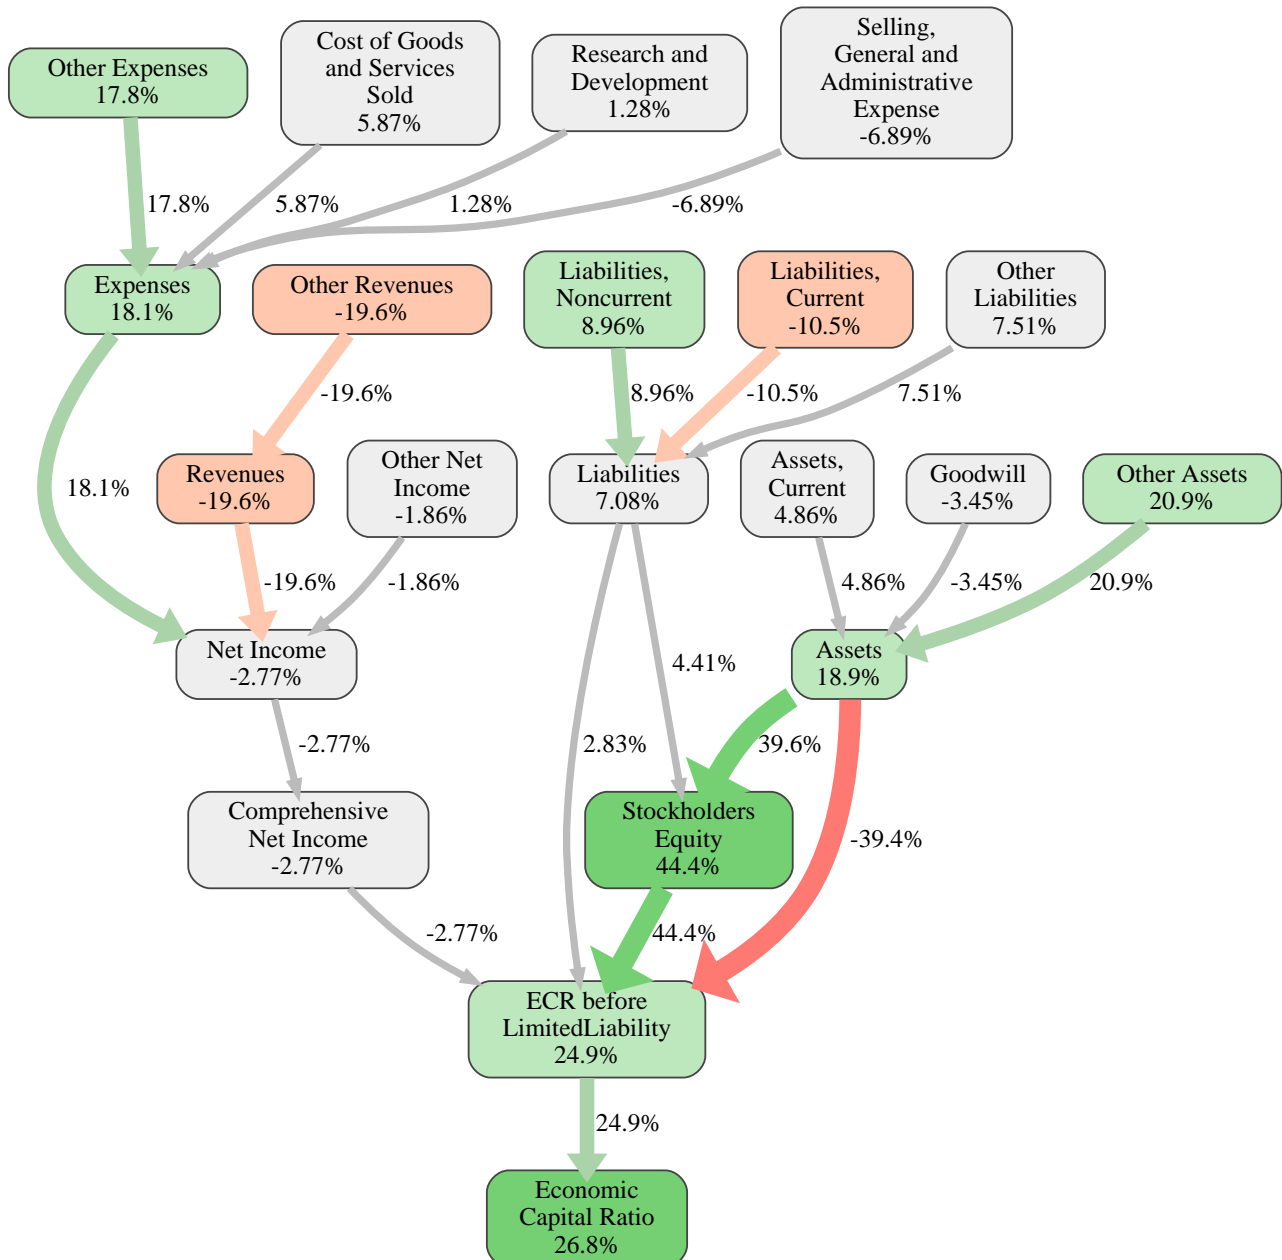 Other Expenses
17.8%
Cost of Goods
and Services
Sold
5.87%
Research and
Development
1.28%
Selling,
General and
Administrative
Expense
-6.89%
17.8%
5.87%
1.28%
-6.89%
Expenses
18.1%
Other Revenues
-19.6%
Liabilities,
Noncurrent
8.96%
Liabilities,
Current
-10.5%
Other
Liabilities
7.51%
-19.6%
8.96%
-10.5%
7.51%
18.1%
Revenues
-19.6%
Other Net
Income
-1.86%
Liabilities
7.08%
Assets,
Current
4.86%
Goodwill
-3.45%
Other Assets
20.9%
-19.6%
-1.86%
4.86%
-3.45%
20.9%
Net Income
-2.77%
4.41%
Assets
18.9%
-2.77%
2.83%
39.6%
Comprehensive
Net Income
-2.77%
Stockholders
Equity
44.4%
-39.4%
-2.77%
44.4%
ECR before
LimitedLiability
24.9%
24.9%
Economic
Capital Ratio
26.8%